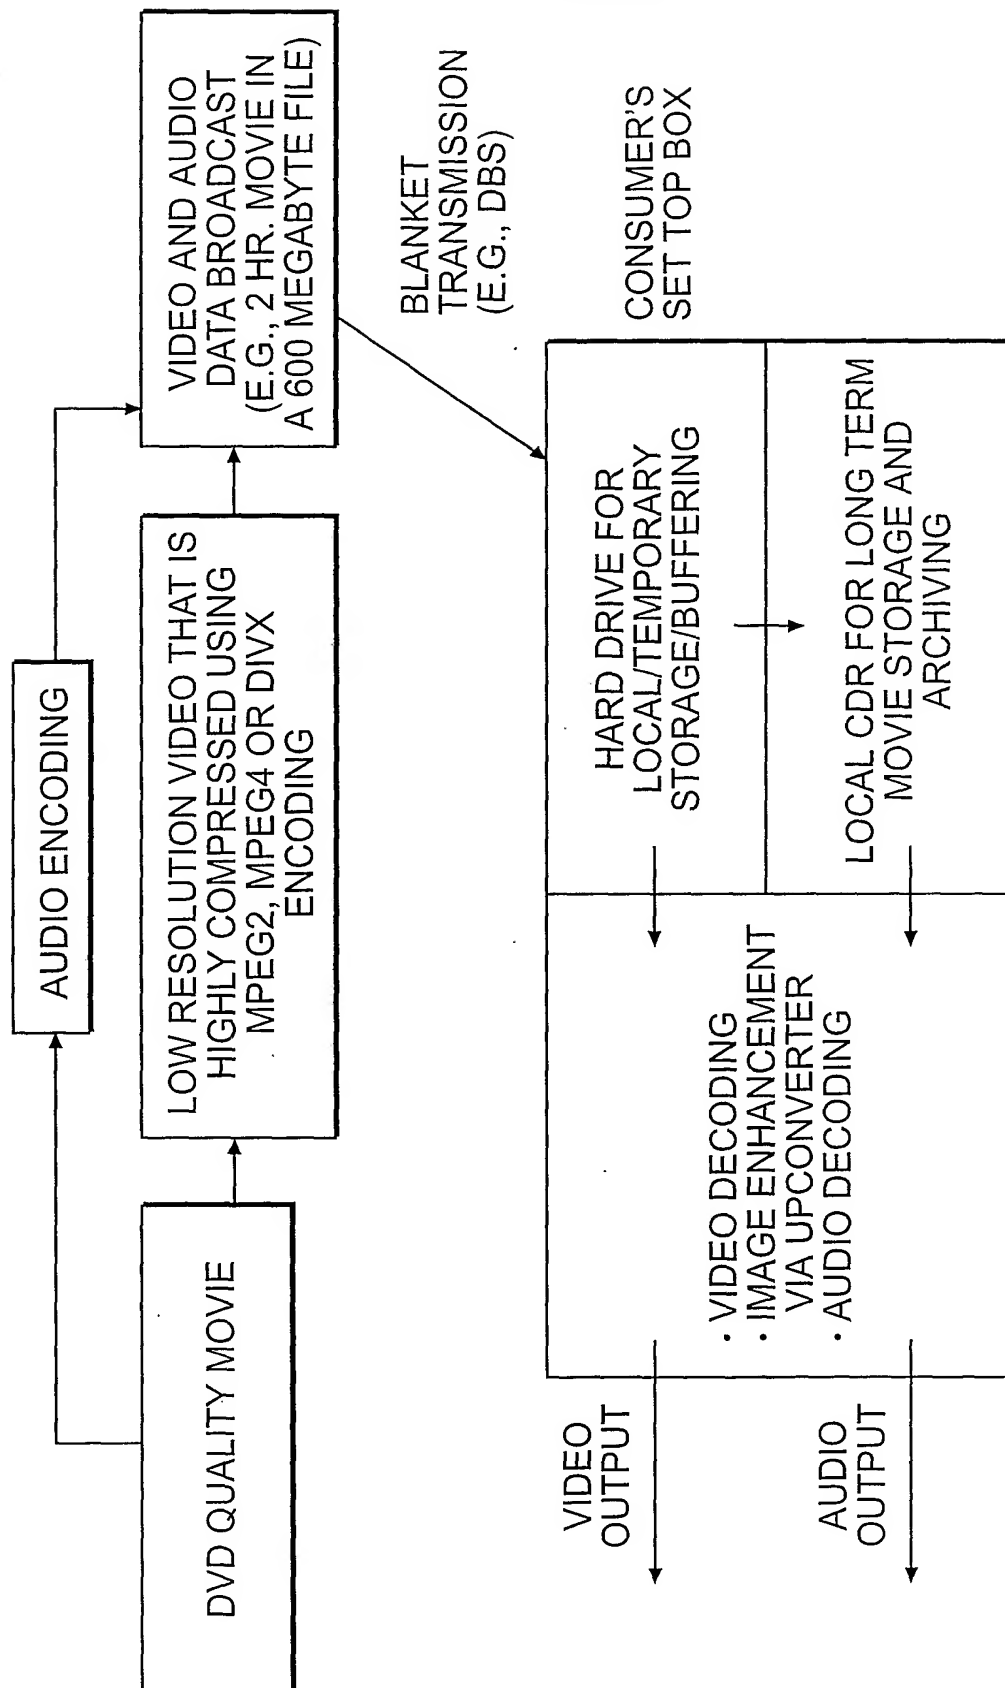 AUDIO ENCODING
DVD QUALITY MOVIE
LOW RESOLUTION VIDEO THAT IS
HIGHLY COMPRESSED USING
MPEG2, MPEG4 OR DIVX
ENCODING
VIDEO AND AUDIO
DATA BROADCAST
(E.G., 2 HR. MOVIE IN
A 600 MEGABYTE FILE)
BLANKET
TRANSMISSION
(E.G., DBS)
CONSUMER'S
SET TOP BOX
VIDEO
OUTPUT
AUDIO
OUTPUT
· VIDEO DECODING
· IMAGE ENHANCEMENT
VIA UPCONVERTER
· AUDIO DECODING
HARD DRIVE FOR
LOCAL/TEMPORARY
STORAGE/BUFFERING
LOCAL CDR FOR LONG TERM
MOVIE STORAGE AND
ARCHIVING